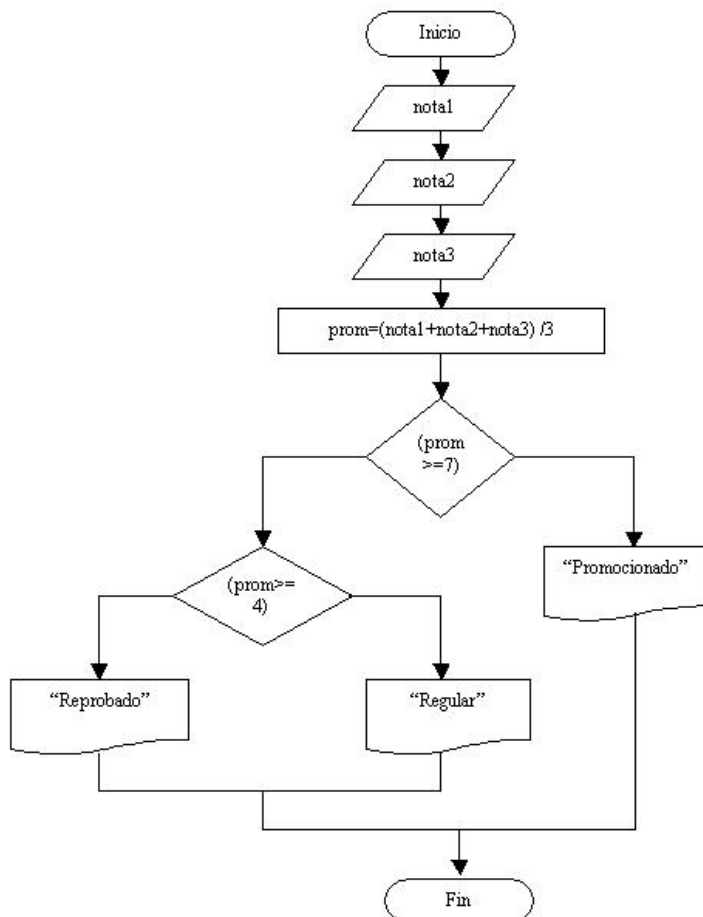 Inicio
nota1
nota2
nota3
prom=(nota1+nota2+nota3) /3
(prom
>=7)
(prom>=
4)
“Promocionado”
“Reprobado”
“Regular”
Fin